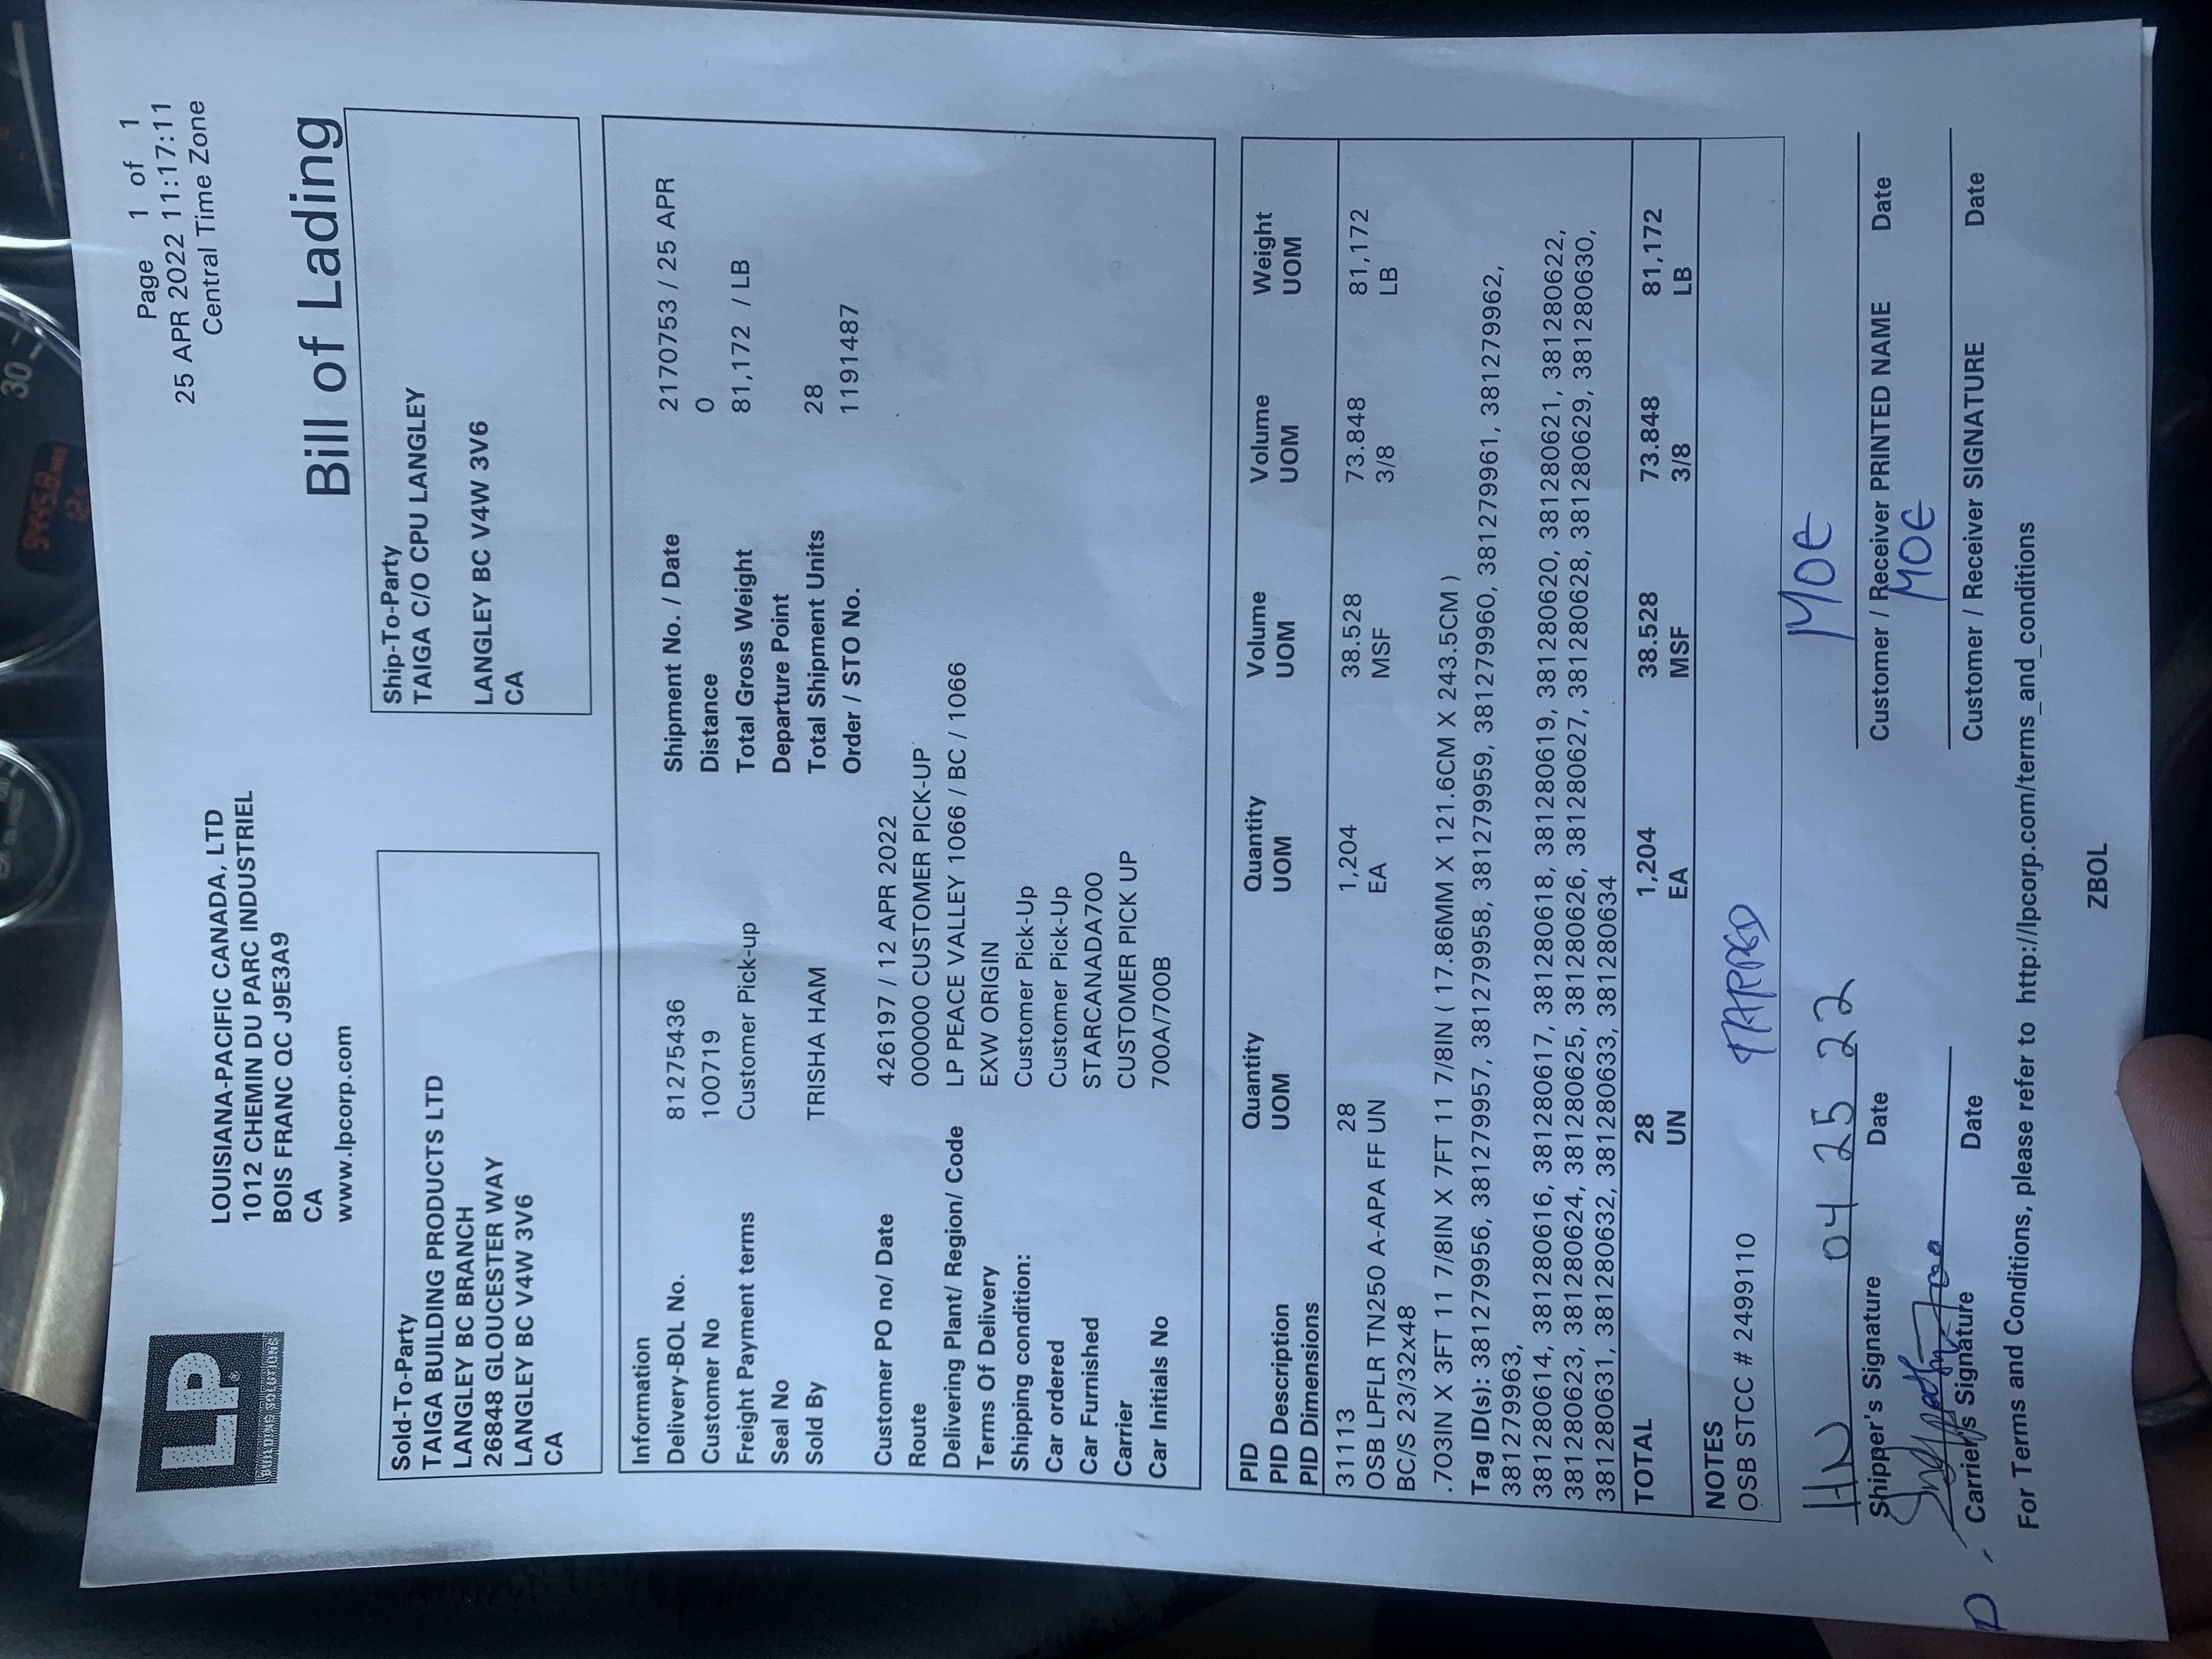 30
9445.8
LP
BUILDING SOLUTIONS
Page 1 of 1
25 APR 2022 11:17:11
Central Time Zone
LOUISIANA-PACIFIC CANADA, LTD
1012 CHEMIN DU PARC INDUSTRIEL
BOIS FRANC QC J9E3A9
CA
www.lpcorp.com
Bill of Lading
Sold-To-Party
TAIGA BUILDING PRODUCTS LTD
LANGLEY BC BRANCH
26848 GLOUCESTER WAY
LANGLEY BC V4W 3V6
CA
Ship-To-Party
TAIGA C/O CPU LANGLEY
LANGLEY BC V4W 3V6
CA
Information
Delivery-BOL No. 81275436 Shipment No. / Date 2170753 / 25 APR
Customer No 100719 Distance 0
Freight Payment terms Customer Pick-up Total Gross Weight 81,172 / LB
Seal No Departure Point
Sold By TRISHA HAM Total Shipment Units 28
Order / STO No. 1191487
Customer PO no/ Date 426197 / 12 APR 2022
Route 000000 CUSTOMER PICK-UP
Delivering Plant/ Region/ Code LP PEACE VALLEY 1066 / BC / 1066
Terms Of Delivery EXW ORIGIN
Shipping condition: Customer Pick-Up
Car ordered Customer Pick-Up
Car Furnished STARCANADA700
Carrier CUSTOMER PICK UP
Car Initials No 700A/700B
PID Quantity Quantity Volume Volume Weight
PID Description UOM UOM UOM UOM UOM
PID Dimensions
31113 28 1,204 38.528 73.848 81,172
OSB LPFLR TN250 A-APA FF UN EA MSF 3/8 LB
BC/S 23/32x48
.703IN X 3FT 11 7/8IN X 7FT 11 7/8IN ( 17.86MM X 121.6CM X 243.5CM )
Tag ID(s): 381279956, 381279957, 381279958, 381279959, 381279960, 381279961, 381279962,
381279963,
381280614, 381280616, 381280617, 381280618, 381280619, 381280620, 381280621, 381280622,
381280623, 381280624, 381280625, 381280626, 381280627, 381280628, 381280629, 381280630,
381280631, 381280632, 381280633, 381280634
TOTAL 28 1,204 38.528 73.848 81,172
UN EA MSF 3/8 LB
NOTES
OSB STCC # 2499110 TARPED
HN 04 25 22 MOE
Shipper's Signature Date Customer / Receiver PRINTED NAME Date
MOE
Carrier's Signature Date Customer / Receiver SIGNATURE Date
For Terms and Conditions, please refer to http://lpcorp.com/terms_and_conditions
ZBOL